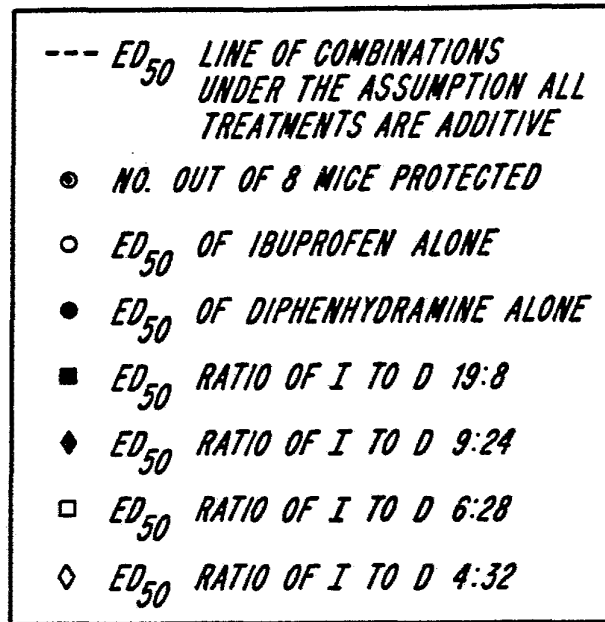 --- ED50 LINE OF COMBINATIONS
UNDER THE ASSUMPTION ALL
TREATMENTS ARE ADDITIVE
NO. OUT OF 8 MICE PROTECTED
ED50 OF IBUPROFEN ALONE
ED50 OF DIPHENHYDRAMINE ALONE
ED50 RATIO OF I TO D 19:8
ED50 RATIO OF I TO D 9:24
ED50 RATIO OF I TO D 6:28
ED50 RATIO OF I TO D 4:32